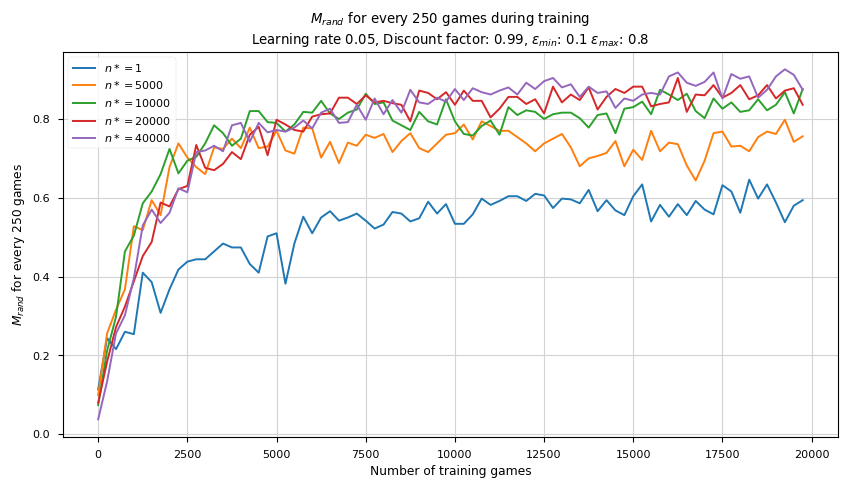 M_rand for every 250 games during training
Learning rate 0.05, Discount factor: 0.99, ε_min: 0.1 ε_max: 0.8
n* = 1
n* = 5000
n* = 10000
n* = 20000
n* = 40000
M_rand for every 250 games
0.8
0.6
0.4
0.2
0.0
0 2500 5000 7500 10000 12500 15000 17500 20000
Number of training games